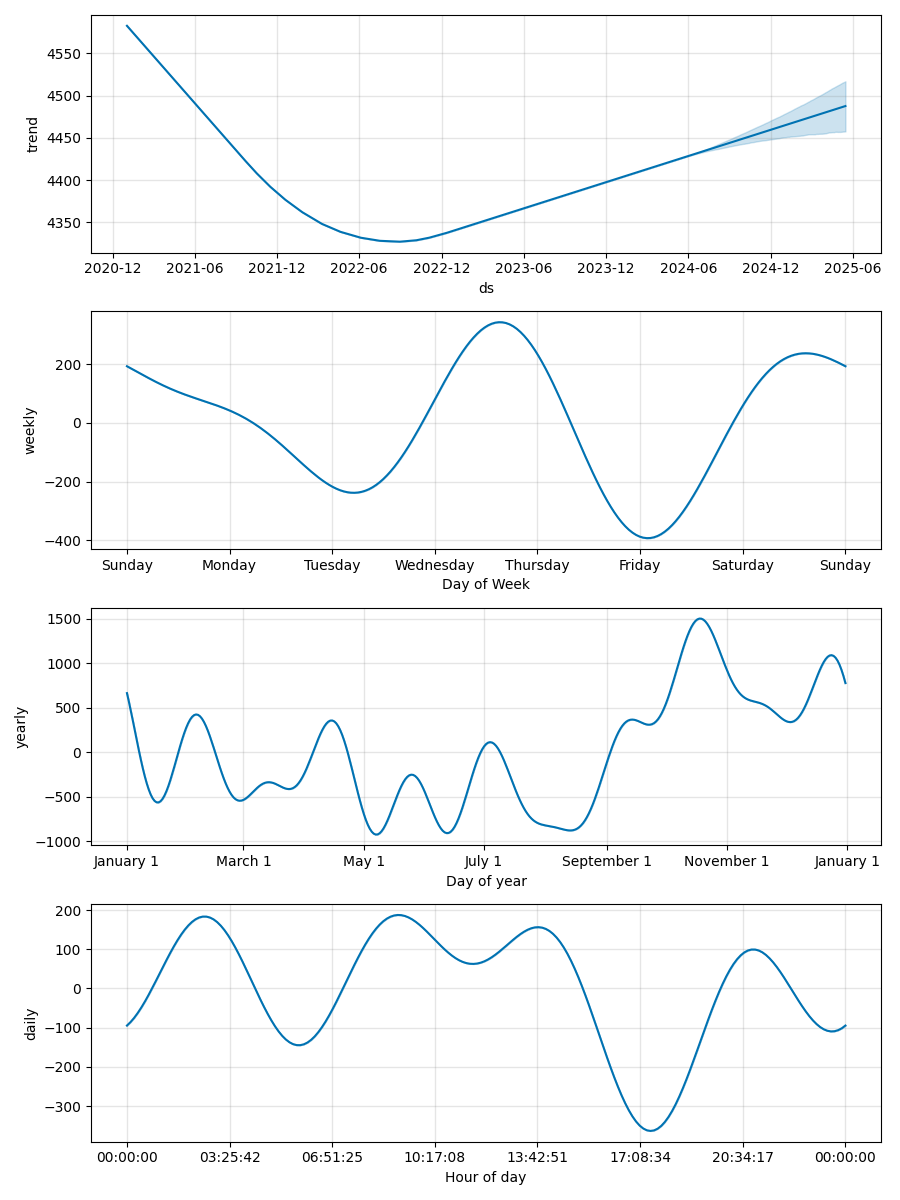 trend
4550
4500
4450
4400
4350
2020-12 2021-06 2021-12 2022-06 2022-12 2023-06 2023-12 2024-06 2024-12 2025-06
ds
weekly
200
0
−200
−400
Sunday Monday Tuesday Wednesday Thursday Friday Saturday Sunday
Day of Week
yearly
1500
1000
500
0
−500
−1000
January 1 March 1 May 1 July 1 September 1 November 1 January 1
Day of year
daily
200
100
0
−100
−200
−300
00:00:00 03:25:42 06:51:25 10:17:08 13:42:51 17:08:34 20:34:17 00:00:00
Hour of day